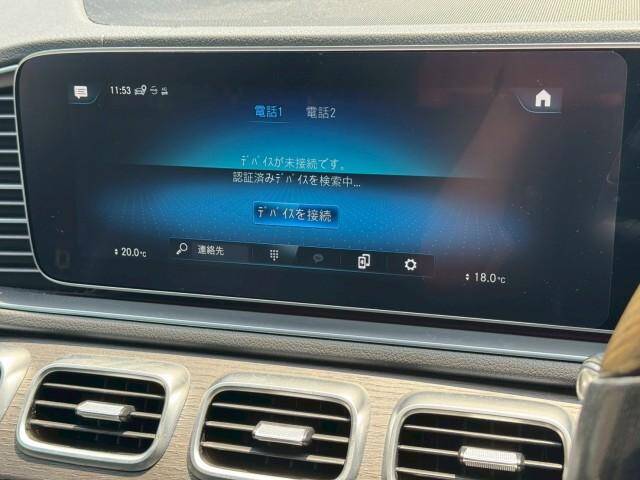 11:53
電話1 電話2
ﾃﾞﾊﾞｲｽが未接続です。
認証済みﾃﾞﾊﾞｲｽを検索中...
ﾃﾞﾊﾞｲｽを接続
20.0℃ 連絡先 18.0℃